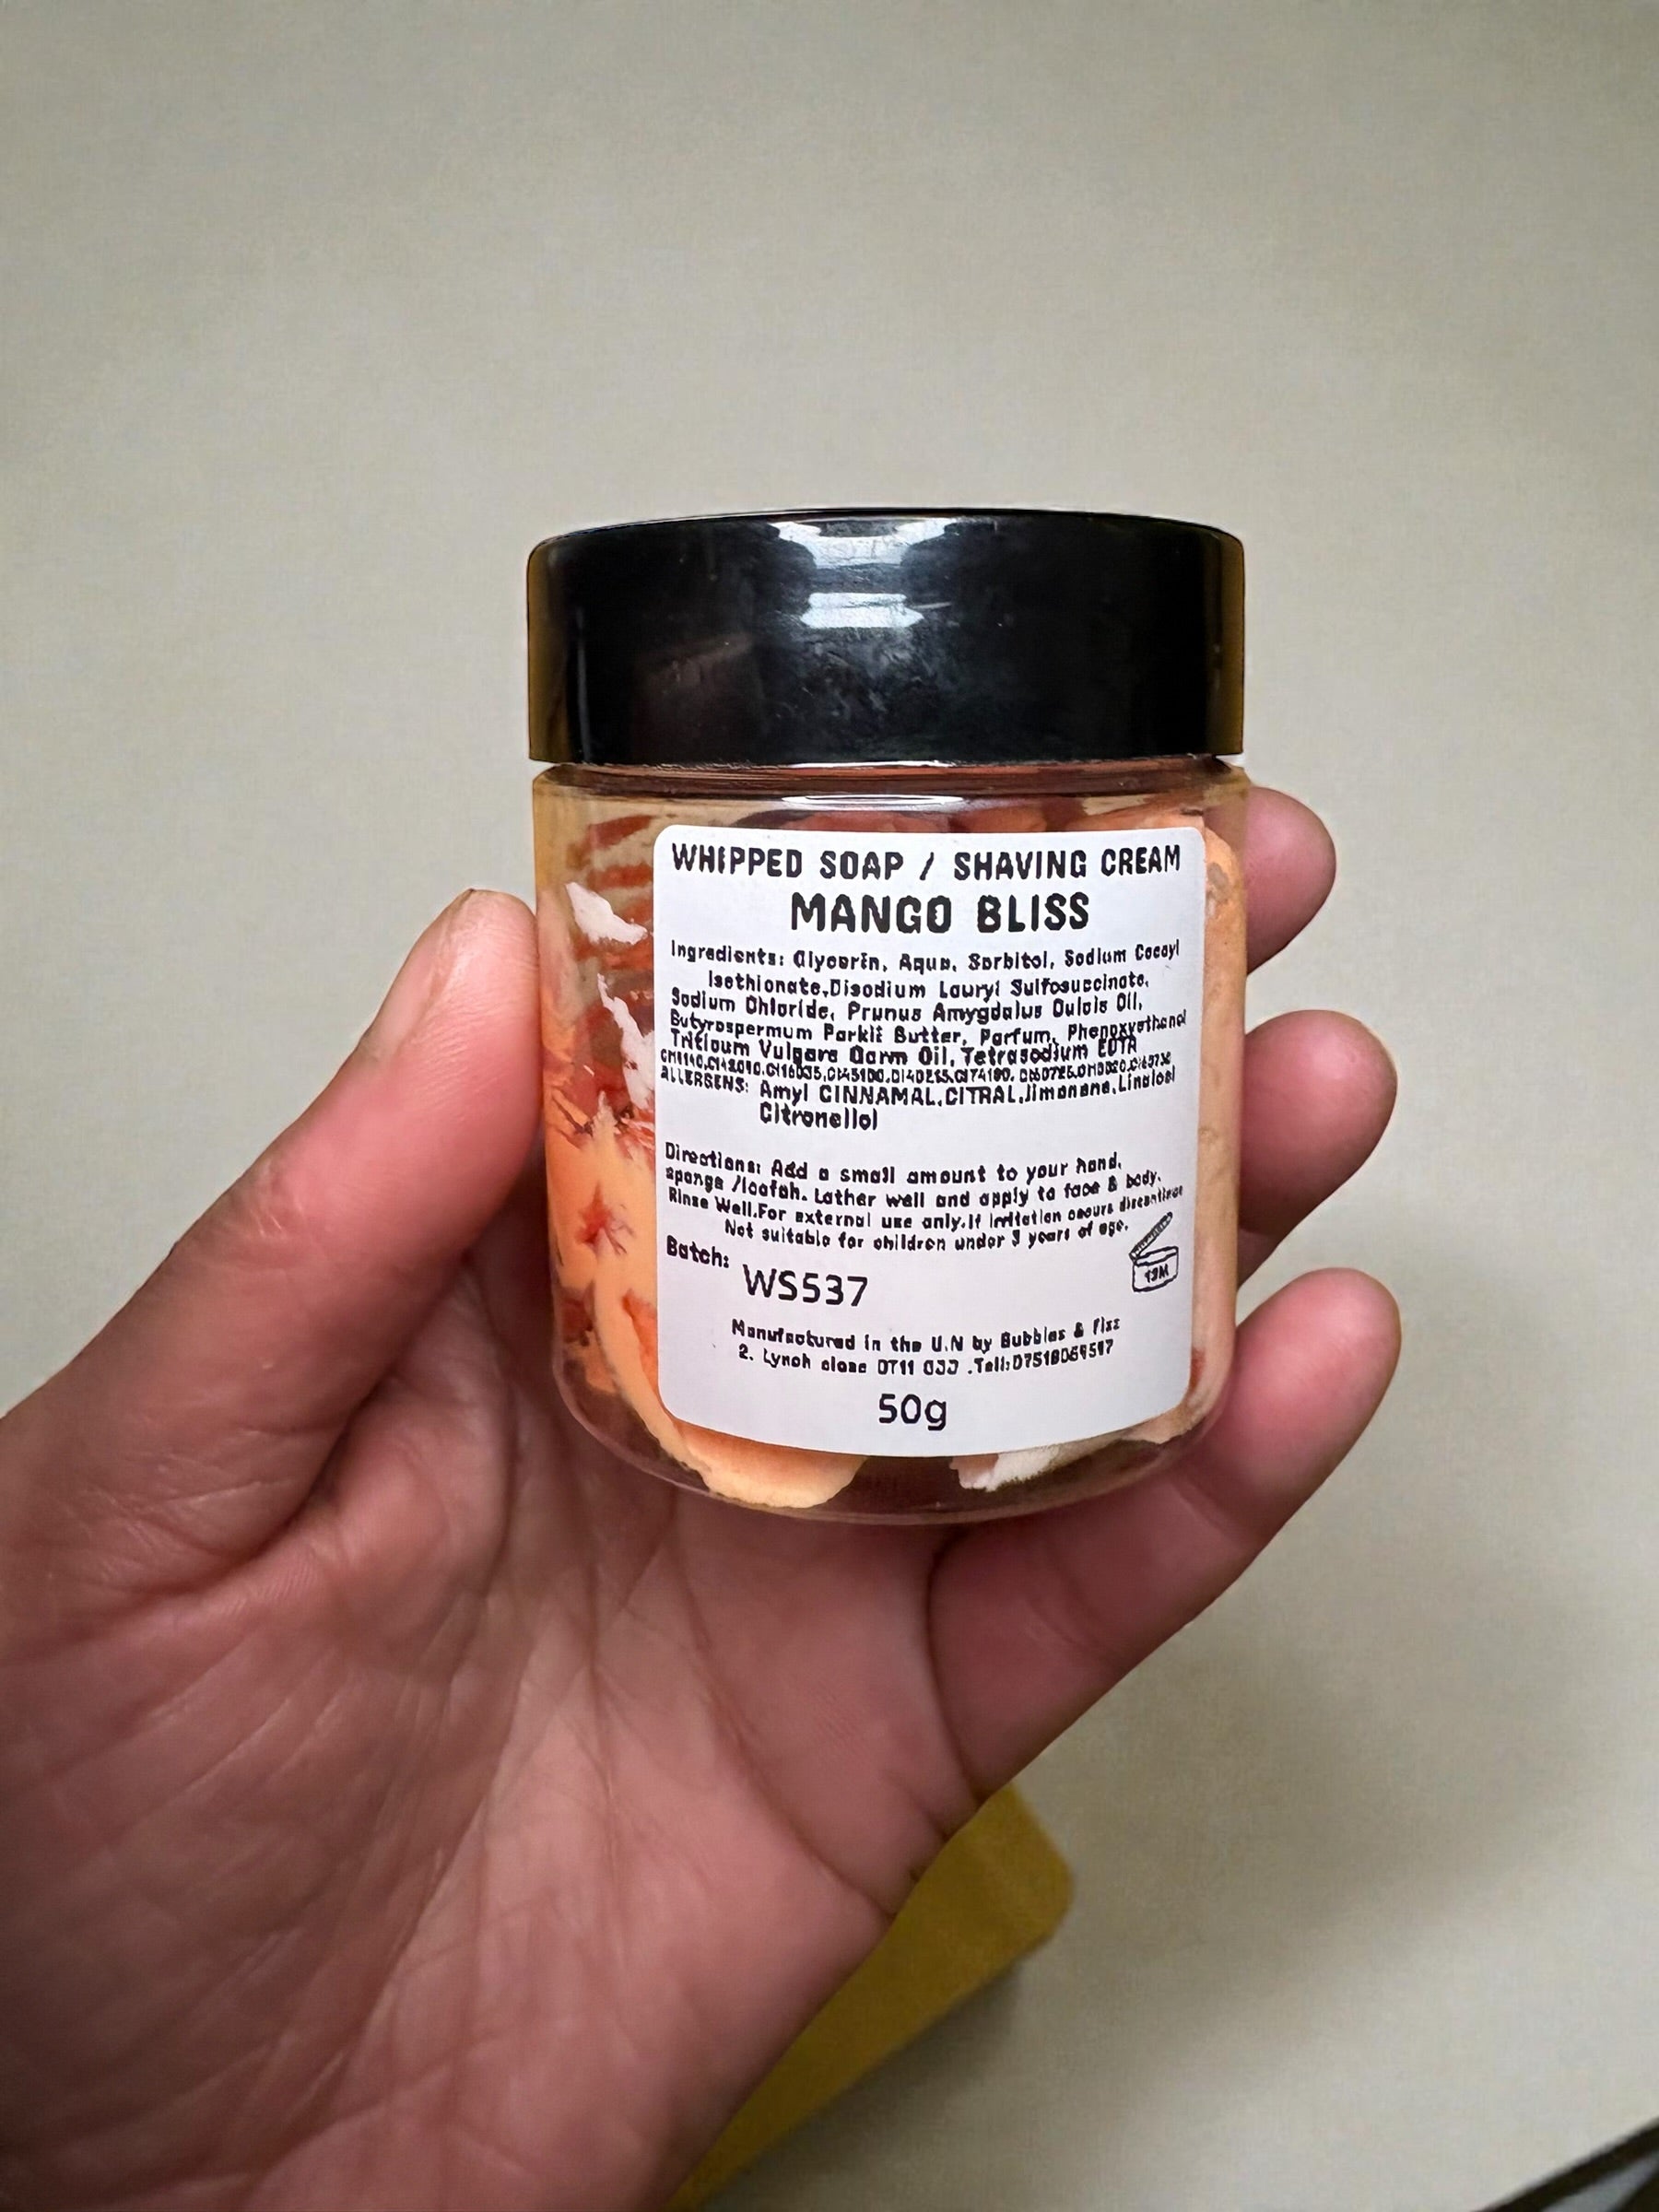 WHIPPED SOAP / SHAVING CREAM
MANGO BLISS
Ingredients: Glycerin, Aqua, Sorbitol, Sodium Cocoyl
Isethionate,Disodium Lauryl Sulfosuccinate,
Sodium Chloride, Prunus Amygdalus Dulcis Oil,
Butyrospermum Parkii Butter, Parfum, Phenoxyethanol
Triticum Vulgare Germ Oil, Tetrasodium EDTA
ALLERGENS: Amyl CINNAMAL,CITRAL,limonene,Linalool
Citronellol
Directions: Add a small amount to your hand,
sponge /loofah. Lather well and apply to face & body.
Rinse Well.For external use only.If irritation occurs discontinue
Not suitable for children under 3 years of age.
Batch:
WS537
Manufactured in the by Bubbles & Fizz
2. Lynch close
50g